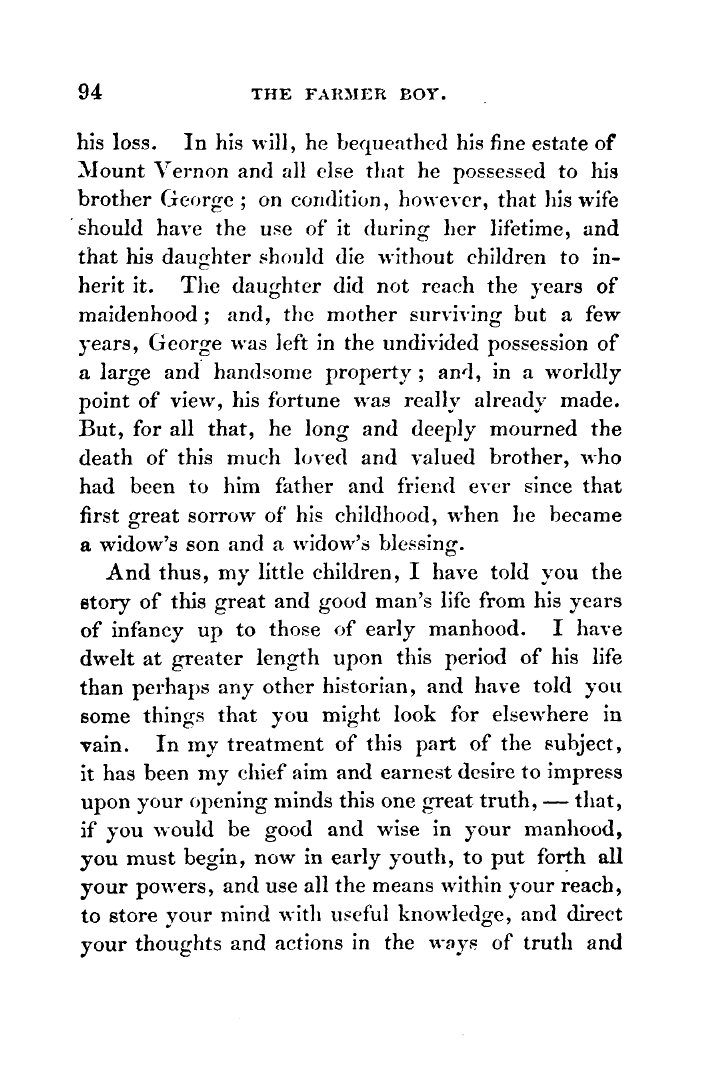 94 THE FARMER BOY.
his loss. In his will, he bequeathed his fine estate of
Mount Vernon and all else that he possessed to his
brother George ; on condition, however, that his wife
should have the use of it during her lifetime, and
that his daughter should die without children to in-
herit it. The daughter did not reach the years of
maidenhood ; and, the mother surviving but a few
years, George was left in the undivided possession of
a large and handsome property ; and, in a worldly
point of view, his fortune was really already made.
But, for all that, he long and deeply mourned the
death of this much loved and valued brother, who
had been to him father and friend ever since that
first great sorrow of his childhood, when he became
a widow's son and a widow's blessing.
And thus, my little children, I have told you the
story of this great and good man's life from his years
of infancy up to those of early manhood. I have
dwelt at greater length upon this period of his life
than perhaps any other historian, and have told you
some things that you might look for elsewhere in
vain. In my treatment of this part of the subject,
it has been my chief aim and earnest desire to impress
upon your opening minds this one great truth, — that,
if you would be good and wise in your manhood,
you must begin, now in early youth, to put forth all
your powers, and use all the means within your reach,
to store your mind with useful knowledge, and direct
your thoughts and actions in the ways of truth and